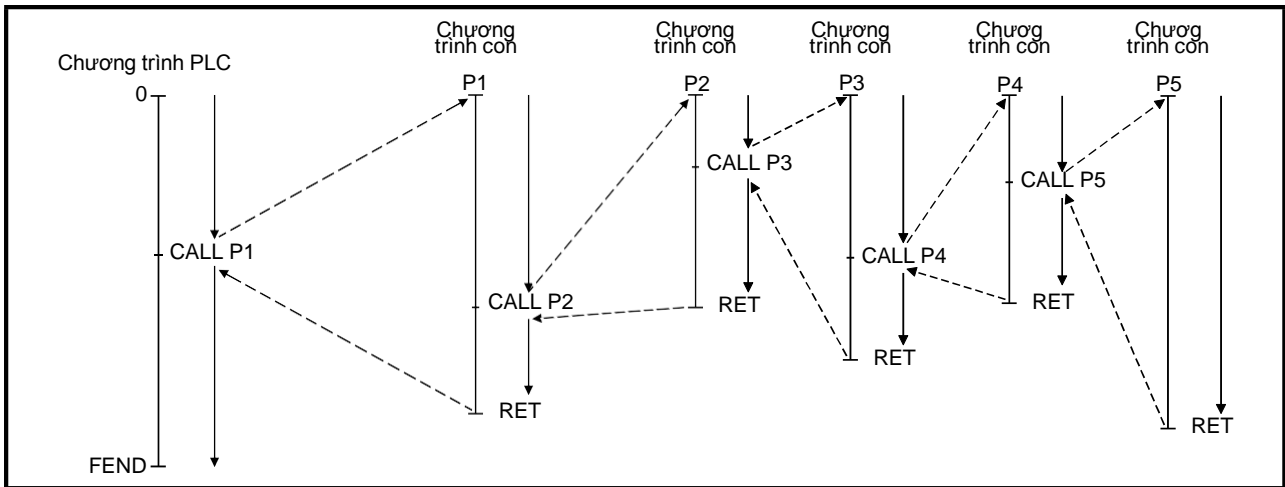 Chương
trình con
Chương
trình con
Chương
trình con
Chươg
trình con
Chươg
trình con
Chương trình PLC
P1
P2
P3
P4
P5
0
CALL P3
CALL P5
CALL P1
CALL P4
CALL P2
RET
RET
RET
RET
RET
FEND